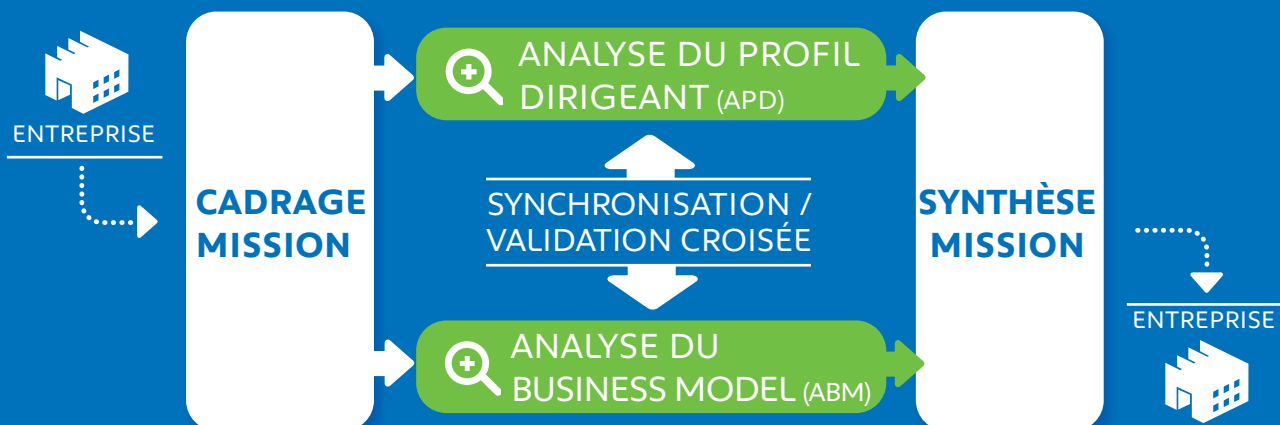 ENTREPRISE
CADRAGE
MISSION
ANALYSE DU PROFIL
DIRIGEANT (APD)
SYNCHRONISATION /
VALIDATION CROISÉE
ANALYSE DU
BUSINESS MODEL (ABM)
SYNTHÈSE
MISSION
ENTREPRISE